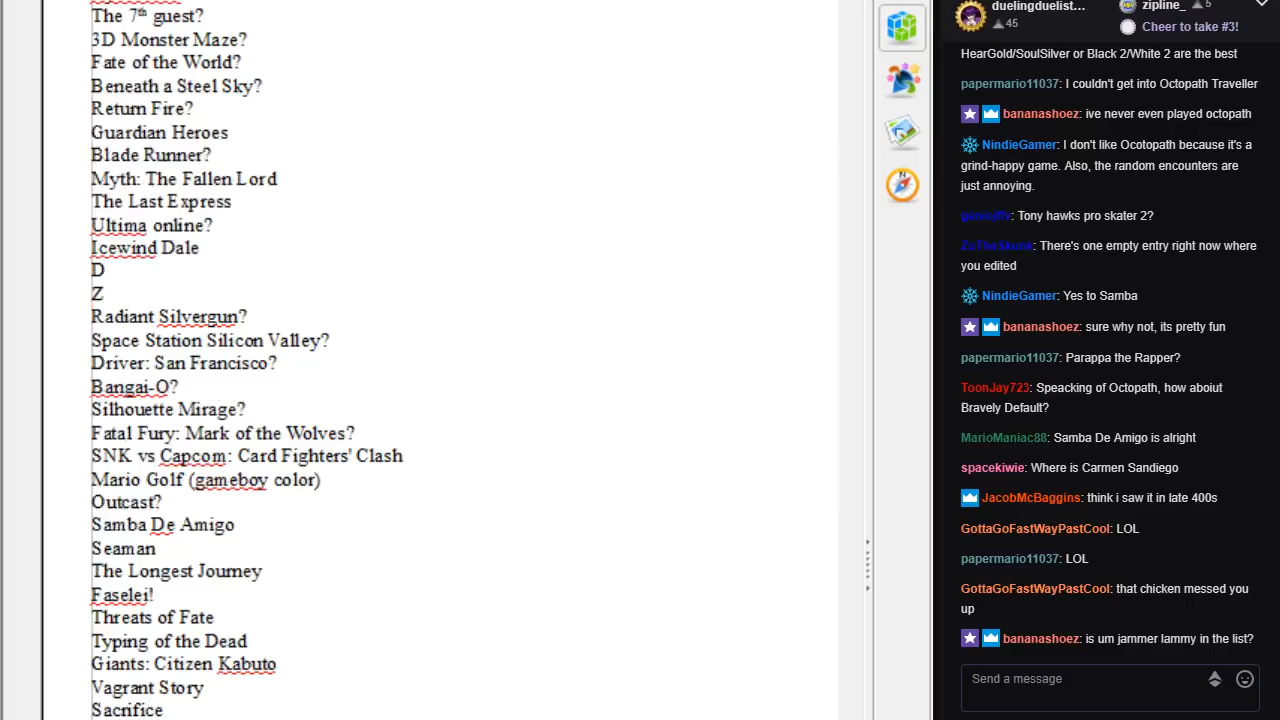 The 7th guest?
3D Monster Maze?
Fate of the World?
Beneath a Steel Sky?
Return Fire?
Guardian Heroes
Blade Runner?
Myth: The Fallen Lord
The Last Express
Ultima online?
Icewind Dale
D
Z
Radiant Silvergun?
Space Station Silicon Valley?
Driver: San Francisco?
Bangai-O?
Silhouette Mirage?
Fatal Fury: Mark of the Wolves?
SNK vs Capcom: Card Fighters' Clash
Mario Golf (gameboy color)
Outcast?
Samba De Amigo
Seaman
The Longest Journey
Faselei!
Threats of Fate
Typing of the Dead
Giants: Citizen Kabuto
Vagrant Story
Sacrifice
N
duelingduelist...
45
zipline_ 5
Cheer to take #3!
HearGold/SoulSilver or Black 2/White 2 are the best
papermario11037: I couldn't get into Octopath Traveller
bananashoez: ive never even played octopath
NindieGamer: I don't like Ocotopath because it's a
grind-happy game. Also, the random encounters are
just annoying.
Tony hawks pro skater 2?
ZuTheSkunk: There's one empty entry right now where
you edited
NindieGamer: Yes to Samba
bananashoez: sure why not, its pretty fun
papermario11037: Parappa the Rapper?
ToonJay723: Speacking of Octopath, how aboiut
Bravely Default?
MarioManiac88: Samba De Amigo is alright
spacekiwie: Where is Carmen Sandiego
JacobMcBaggins: think i saw it in late 400s
GottaGoFastWayPastCool: LOL
papermario11037: LOL
GottaGoFastWayPastCool: that chicken messed you
up
bananashoez: is um jammer lammy in the list?
Send a message